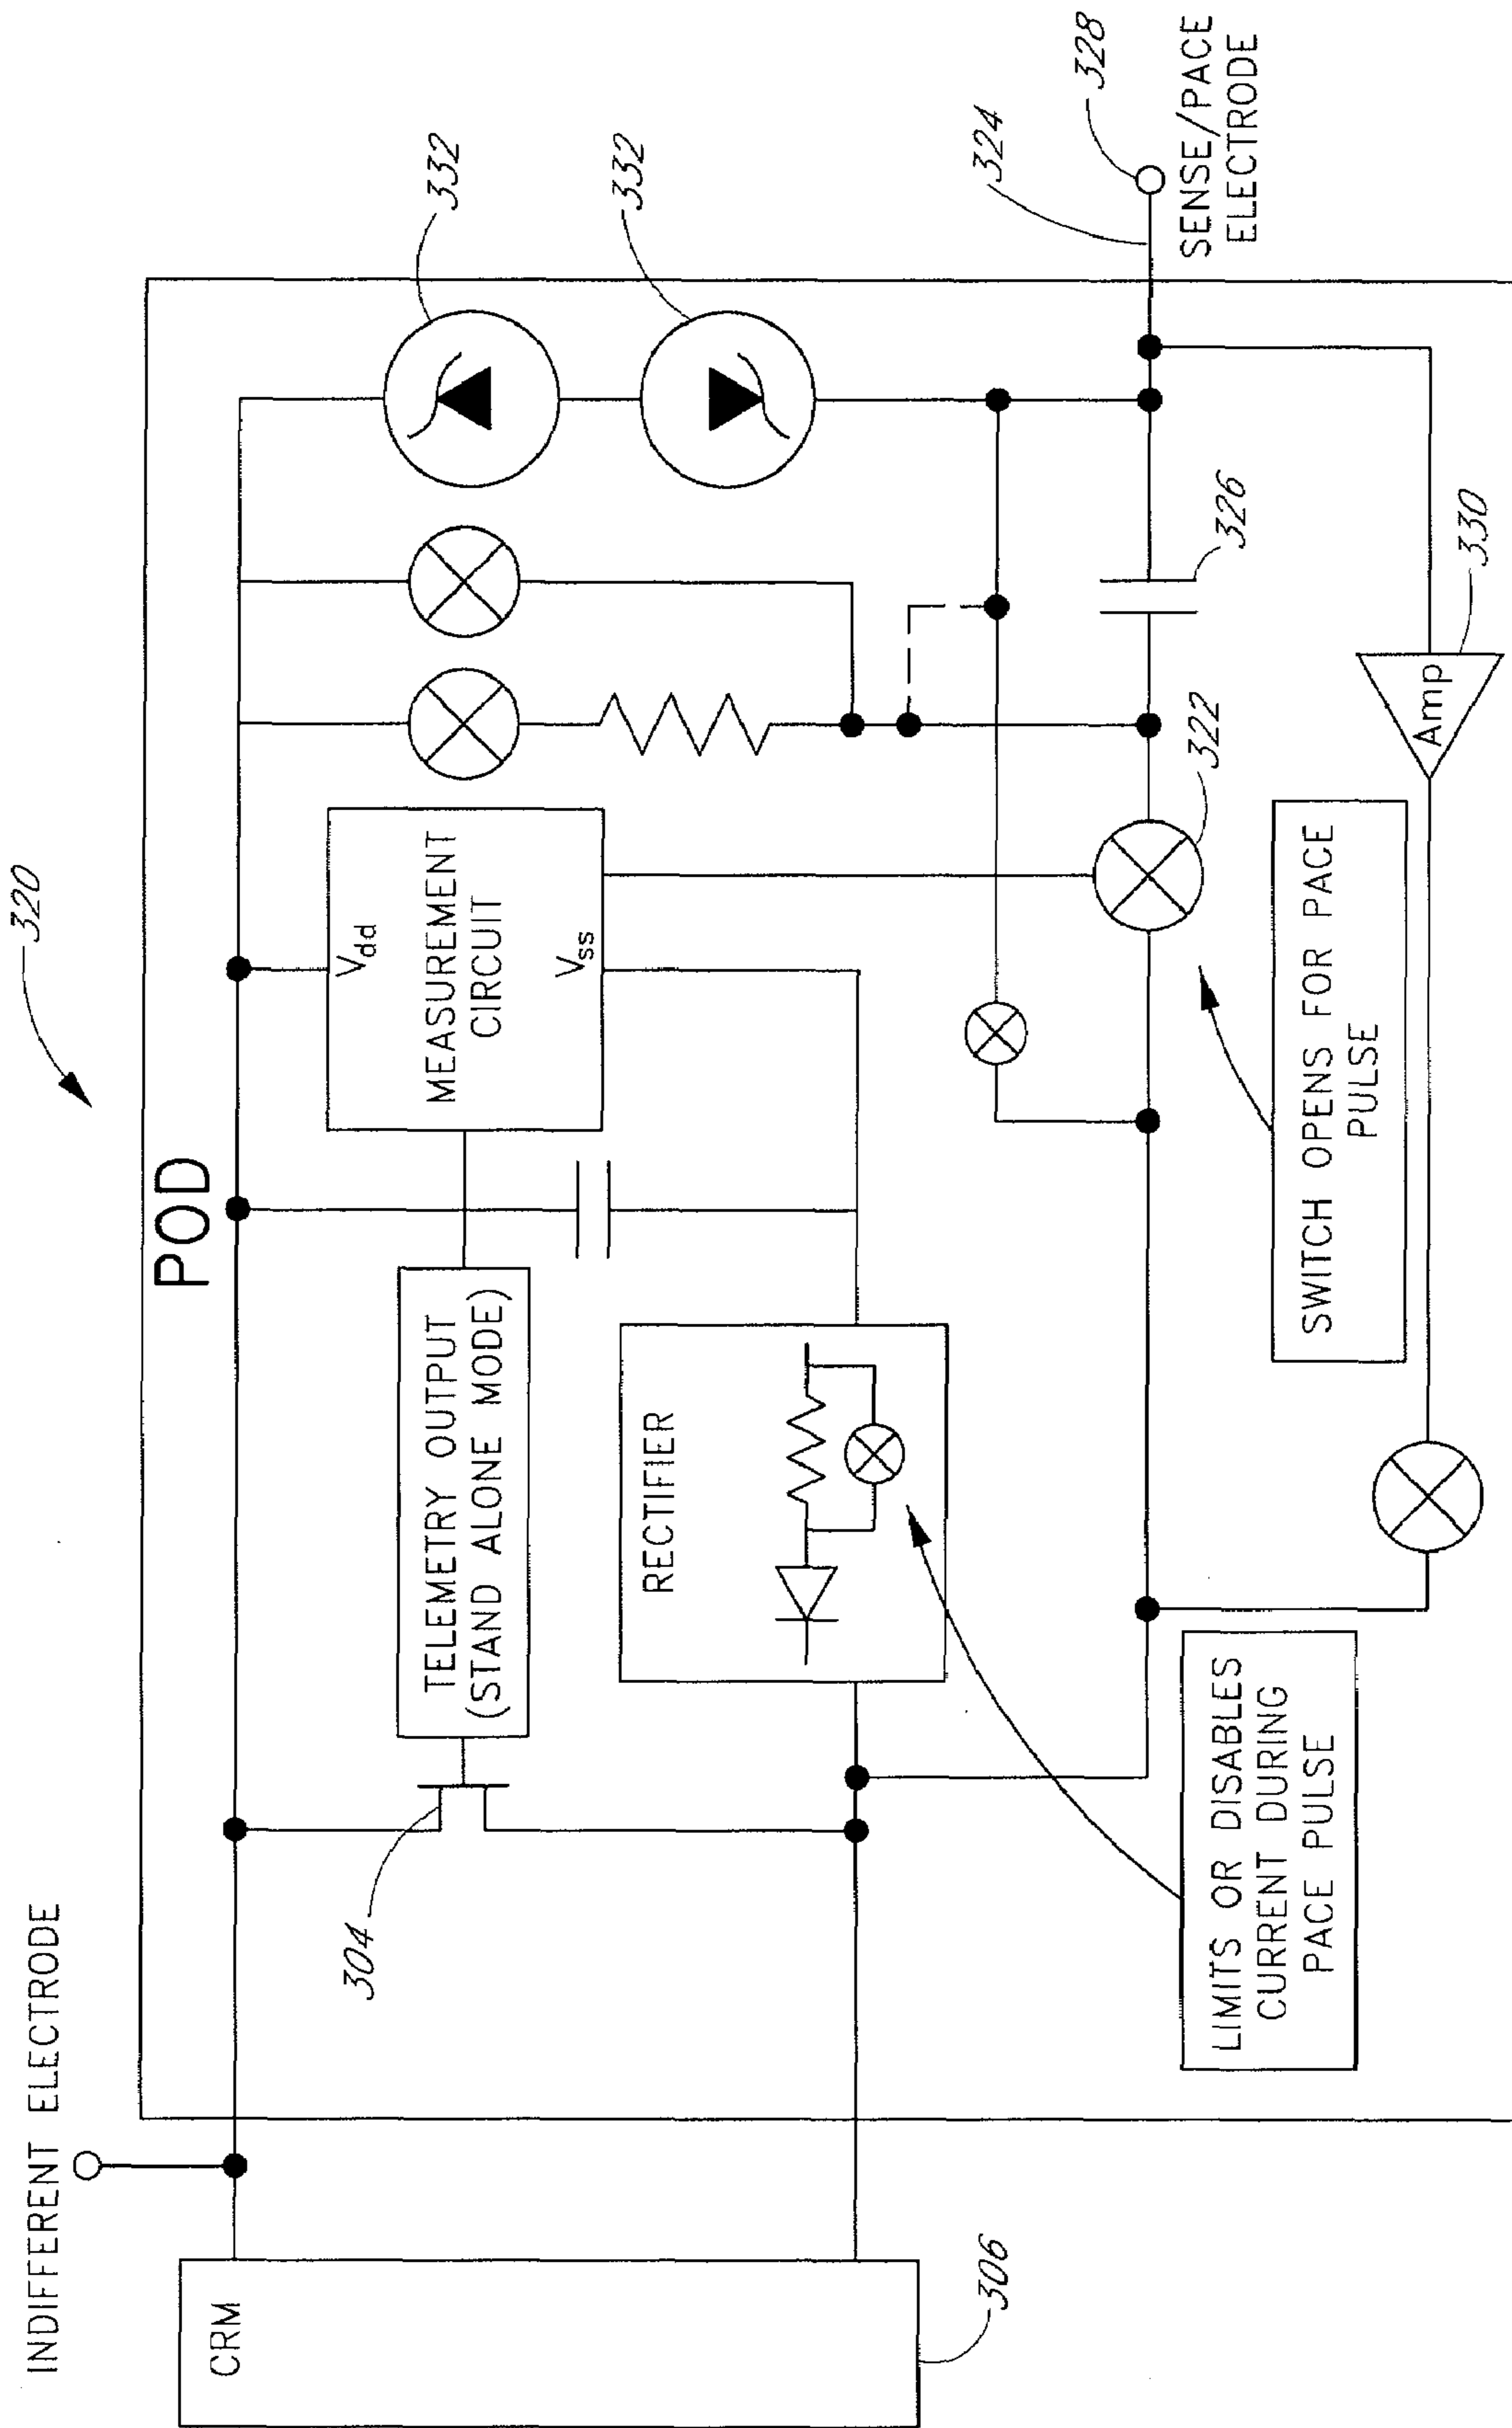 320
INDIFFERENT ELECTRODE
POD
CRM
306
304
TELEMETRY OUTPUT
(STAND ALONE MODE)
Vdd
MEASUREMENT
CIRCUIT
Vss
332
332
RECTIFIER
324
328
SENSE/PACE
ELECTRODE
326
322
SWITCH OPENS FOR PACE
PULSE
LIMITS OR DISABLES
CURRENT DURING
PACE PULSE
Amp
330